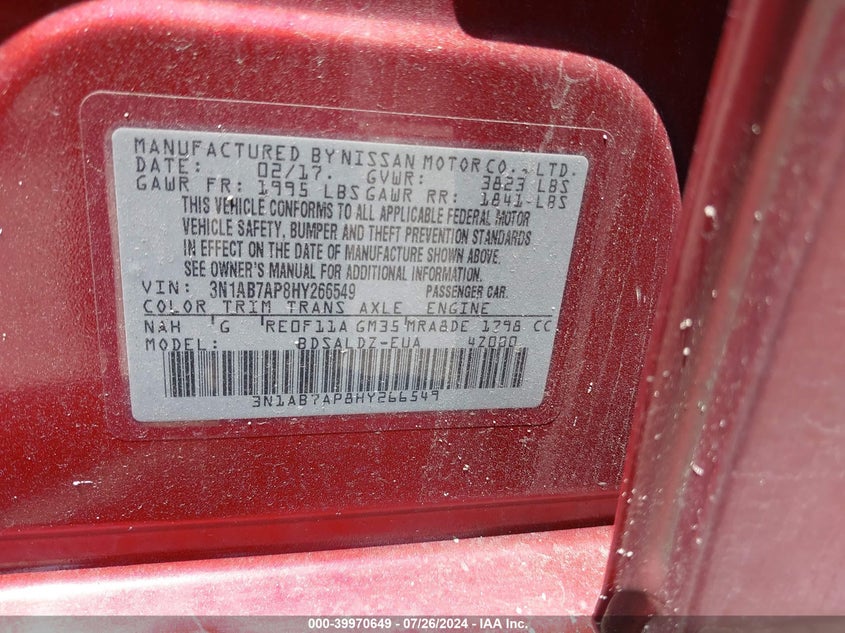 MANUFACTURED BY NISSAN MOTOR CO., LTD.
DATE: 02/17. GVWR: 3823 LBS
GAWR FR: 1995 LBS GAWR RR: 1841 LBS
THIS VEHICLE CONFORMS TO ALL APPLICABLE FEDERAL MOTOR
VEHICLE SAFETY, BUMPER AND THEFT PREVENTION STANDARDS
IN EFFECT ON THE DATE OF MANUFACTURE SHOWN ABOVE.
SEE OWNER'S MANUAL FOR ADDITIONAL INFORMATION.
VIN: 3N1AB7AP8HY266549 PASSENGER CAR.
COLOR TRIM TRANS AXLE ENGINE
NAH G RE0F11A GM35 MRA8DE 1798 CC
MODEL: BDSALDZ-EUA 4Z000
3N1AB7AP8HY266549
000-39970649 - 07/26/2024 - IAA Inc.